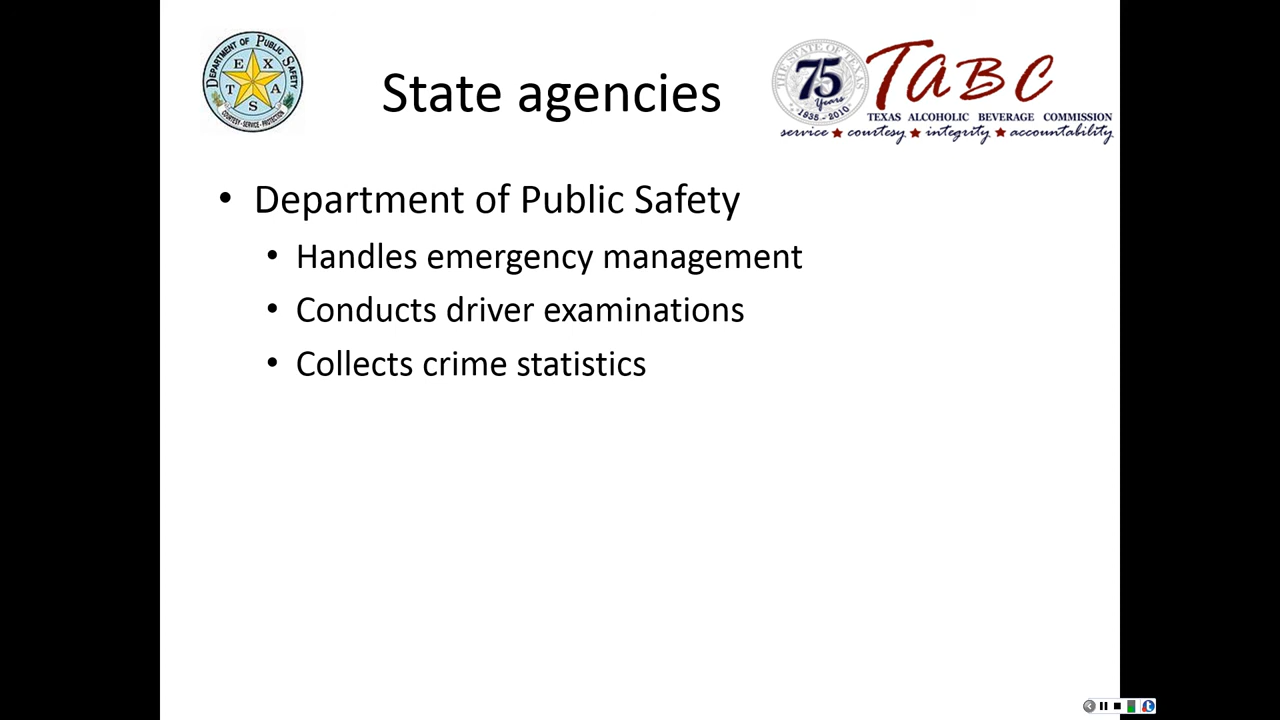 DEPARTMENT OF PUBLIC SAFETY
TEXAS
COURTESY·SERVICE·PROTECTION
State agencies
THE STATE OF TEXAS
75
Years
1935 - 2010
TABC
TEXAS ALCOHOLIC BEVERAGE COMMISSION
service ★ courtesy ★ integrity ★ accountability
• Department of Public Safety
• Handles emergency management
• Conducts driver examinations
• Collects crime statistics